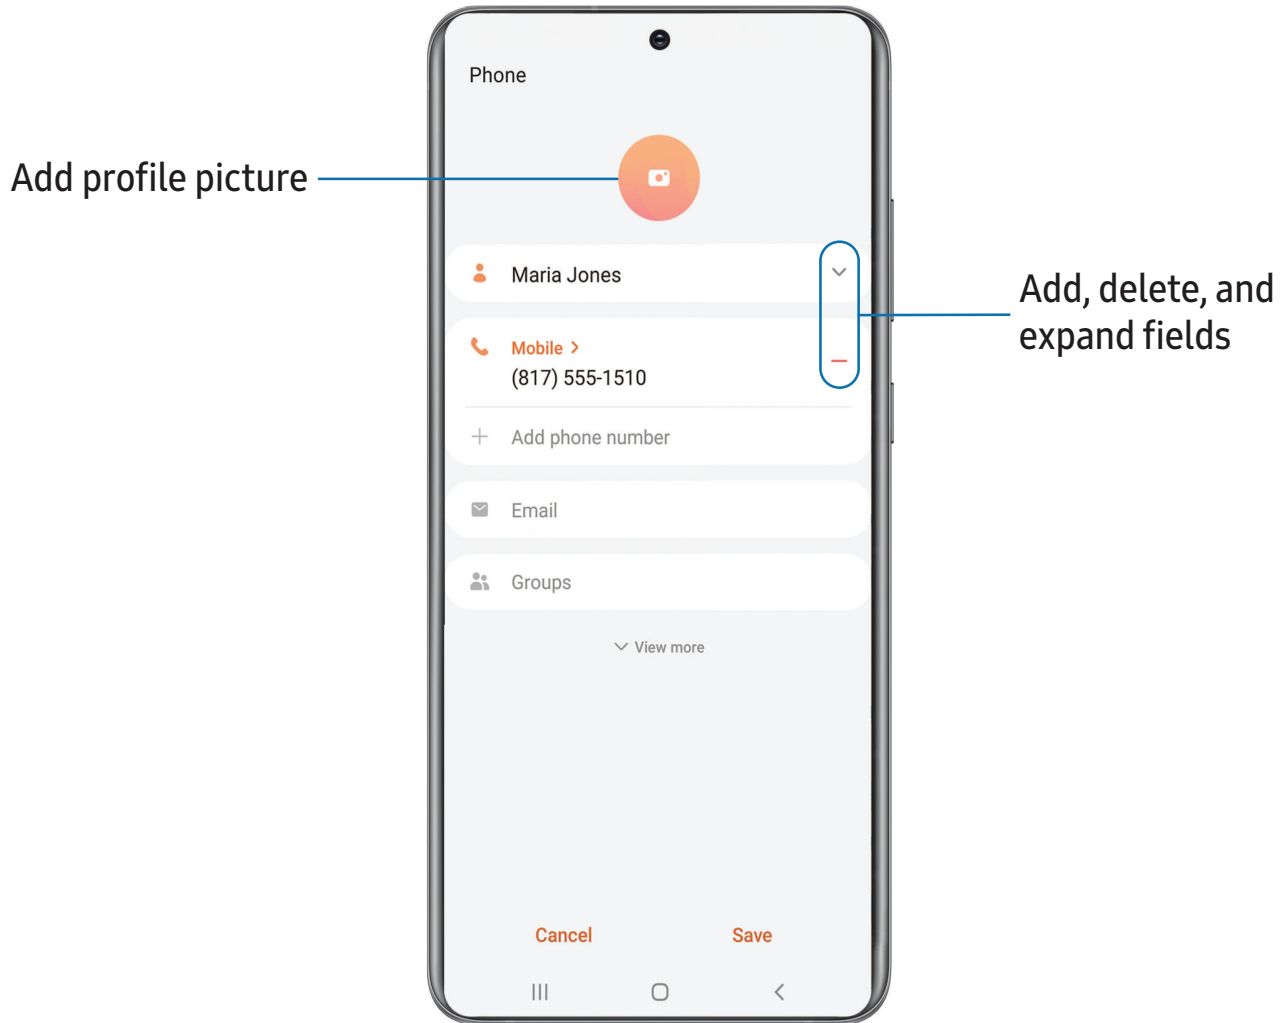 Phone
Add profile picture
Maria Jones
Add, delete, and
expand fields
Mobile >
(817) 555-1510
+ Add phone number
Email
Groups
View more
Cancel
Save